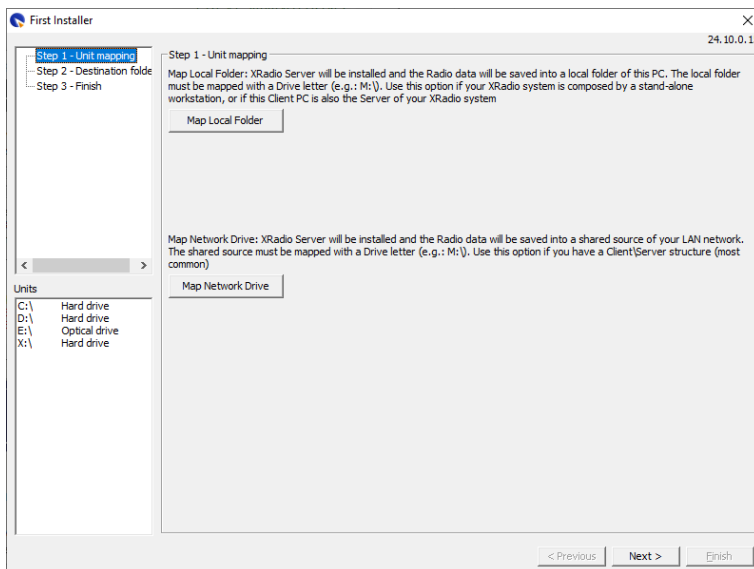 First Installer
24.10.0.1
Step 1 - Unit mapping
Step 2 - Destination folde
Step 3 - Finish
Step 1 - Unit mapping
Map Local Folder: XRadio Server will be installed and the Radio data will be saved into a local folder of this PC. The local folder
must be mapped with a Drive letter (e.g.: M:\). Use this option if your XRadio system is composed by a stand-alone
workstation, or if this Client PC is also the Server of your XRadio system
Map Local Folder
Map Network Drive: XRadio Server will be installed and the Radio data will be saved into a shared source of your LAN network.
The shared source must be mapped with a Drive letter (e.g.: M:\). Use this option if you have a Client\Server structure (most
common)
Map Network Drive
Units
C:\ Hard drive
D:\ Hard drive
E:\ Optical drive
X:\ Hard drive
< Previous
Next >
Finish